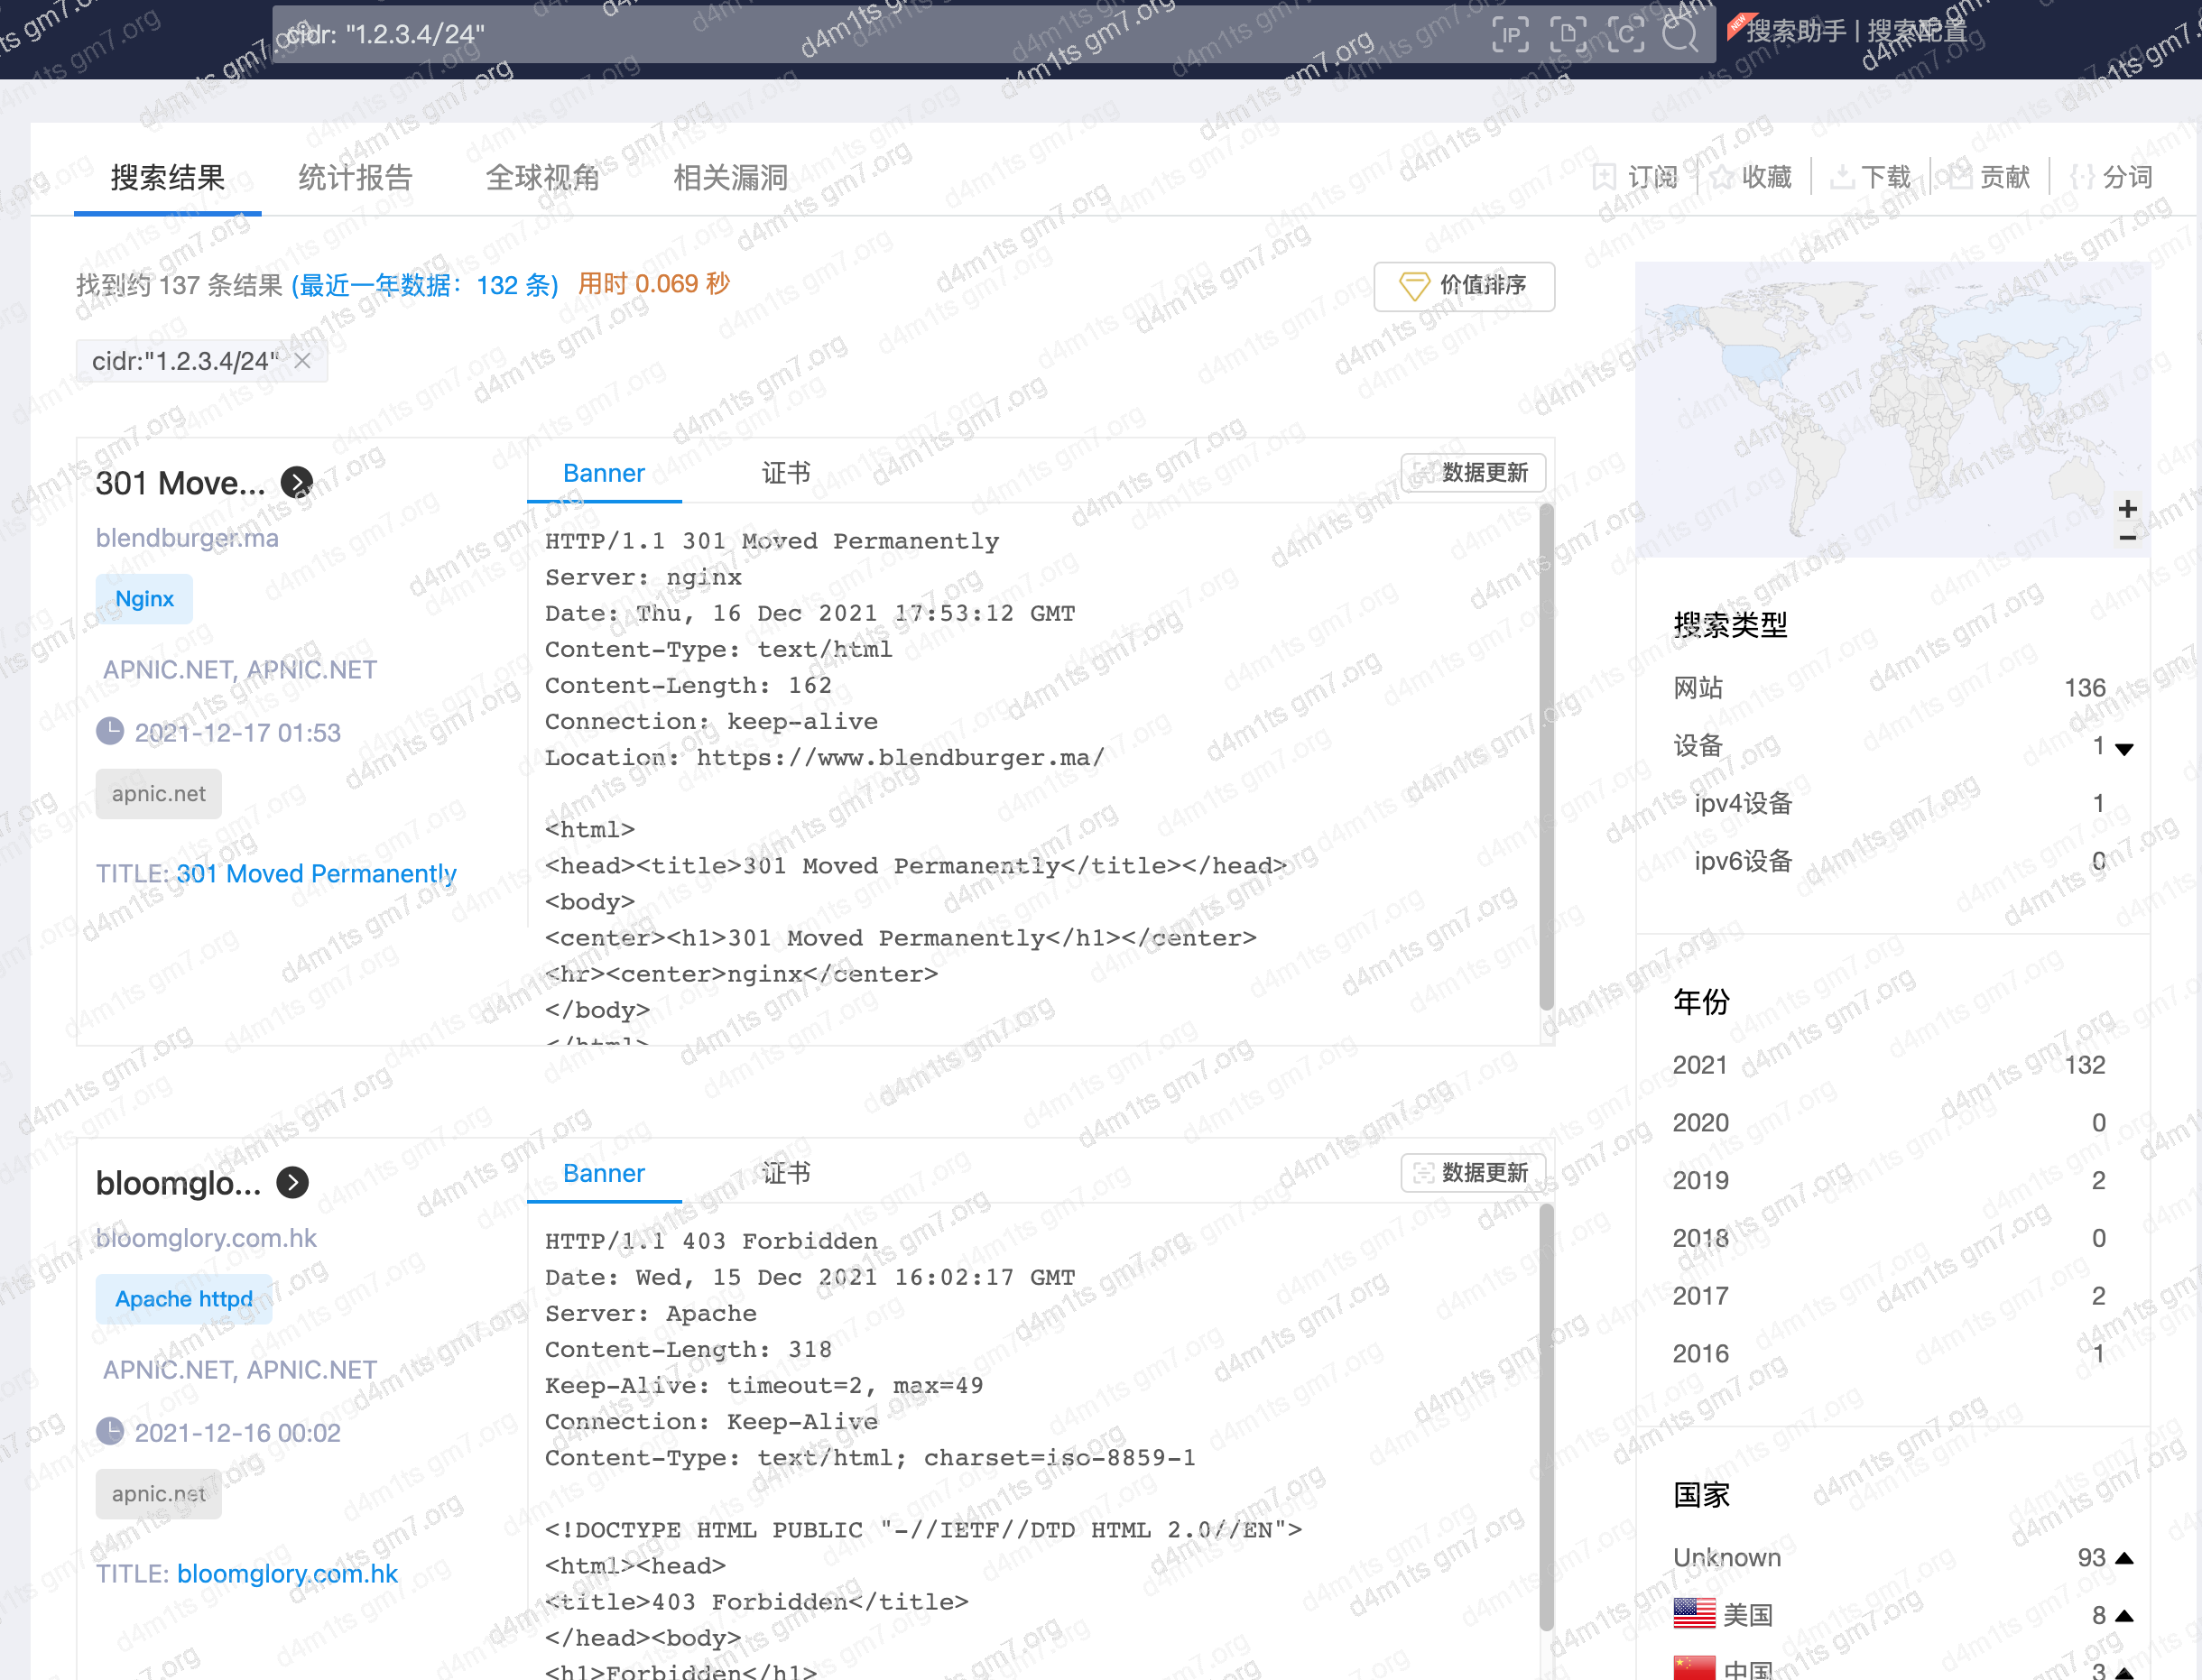 cidr: "1.2.3.4/24"
IP
C
NEW
搜索助手 | 搜索配置
搜索结果
统计报告
全球视角
相关漏洞
订阅
收藏
下载
贡献
分词
找到约 137 条结果 (最近一年数据：132 条) 用时 0.069 秒
价值排序
cidr:"1.2.3.4/24"
301 Move...
blendburger.ma
Nginx
APNIC.NET, APNIC.NET
2021-12-17 01:53
apnic.net
TITLE: 301 Moved Permanently
Banner
证书
数据更新
HTTP/1.1 301 Moved Permanently
Server: nginx
Date: Thu, 16 Dec 2021 17:53:12 GMT
Content-Type: text/html
Content-Length: 162
Connection: keep-alive
Location: https://www.blendburger.ma/
<html>
<head><title>301 Moved Permanently</title></head>
<body>
<center><h1>301 Moved Permanently</h1></center>
<hr><center>nginx</center>
</body>
</html>
bloomglo...
bloomglory.com.hk
Apache httpd
APNIC.NET, APNIC.NET
2021-12-16 00:02
apnic.net
TITLE: bloomglory.com.hk
Banner
证书
数据更新
HTTP/1.1 403 Forbidden
Date: Wed, 15 Dec 2021 16:02:17 GMT
Server: Apache
Content-Length: 318
Keep-Alive: timeout=2, max=49
Connection: Keep-Alive
Content-Type: text/html; charset=iso-8859-1
<!DOCTYPE HTML PUBLIC "-//IETF//DTD HTML 2.0//EN">
<html><head>
<title>403 Forbidden</title>
</head><body>
<h1>Forbidden</h1>
搜索类型
网站 136
设备 1
ipv4设备 1
ipv6设备 0
年份
2021 132
2020 0
2019 2
2018 0
2017 2
2016 1
国家
Unknown 93
美国 8
中国 3
d4m1ts gm7.org